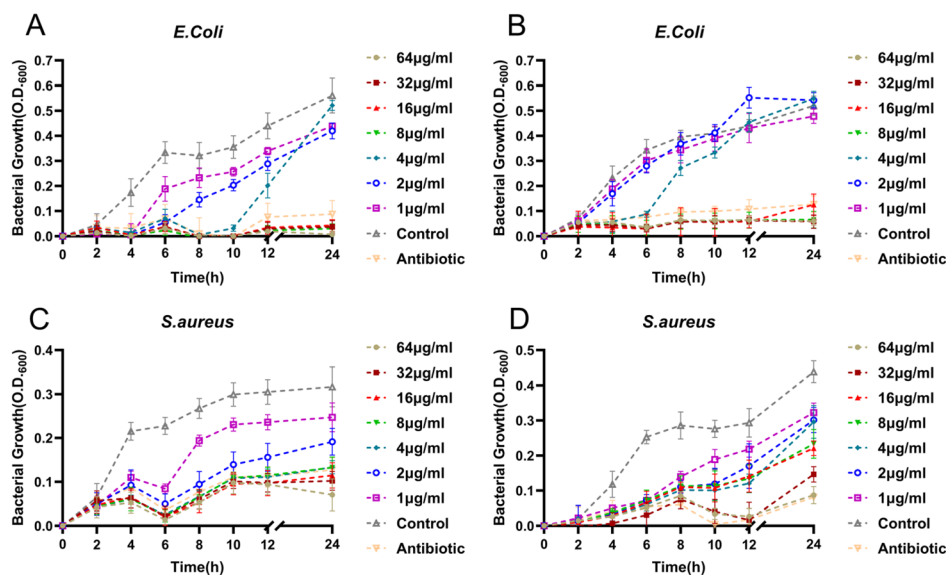 A
E.Coli
Bacterial Growth(O.D.₋₆₀₀)
0.7
0.6
0.5
0.4
0.3
0.2
0.1
0.0
0 2 4 6 8 10 12 24
Time(h)
64μg/ml
32μg/ml
16μg/ml
8μg/ml
4μg/ml
2μg/ml
1μg/ml
Control
Antibiotic
B
E.Coli
Bacterial Growth(O.D.₋₆₀₀)
0.7
0.6
0.5
0.4
0.3
0.2
0.1
0.0
0 2 4 6 8 10 12 24
Time(h)
64μg/ml
32μg/ml
16μg/ml
8μg/ml
4μg/ml
2μg/ml
1μg/ml
Control
Antibiotic
C
S.aureus
Bacterial Growth(O.D.₋₆₀₀)
0.4
0.3
0.2
0.1
0.0
0 2 4 6 8 10 12 24
Time(h)
64μg/ml
32μg/ml
16μg/ml
8μg/ml
4μg/ml
2μg/ml
1μg/ml
Control
Antibiotic
D
S.aureus
Bacterial Growth(O.D.₋₆₀₀)
0.5
0.4
0.3
0.2
0.1
0.0
0 2 4 6 8 10 12 24
Time(h)
64μg/ml
32μg/ml
16μg/ml
8μg/ml
4μg/ml
2μg/ml
1μg/ml
Control
Antibiotic